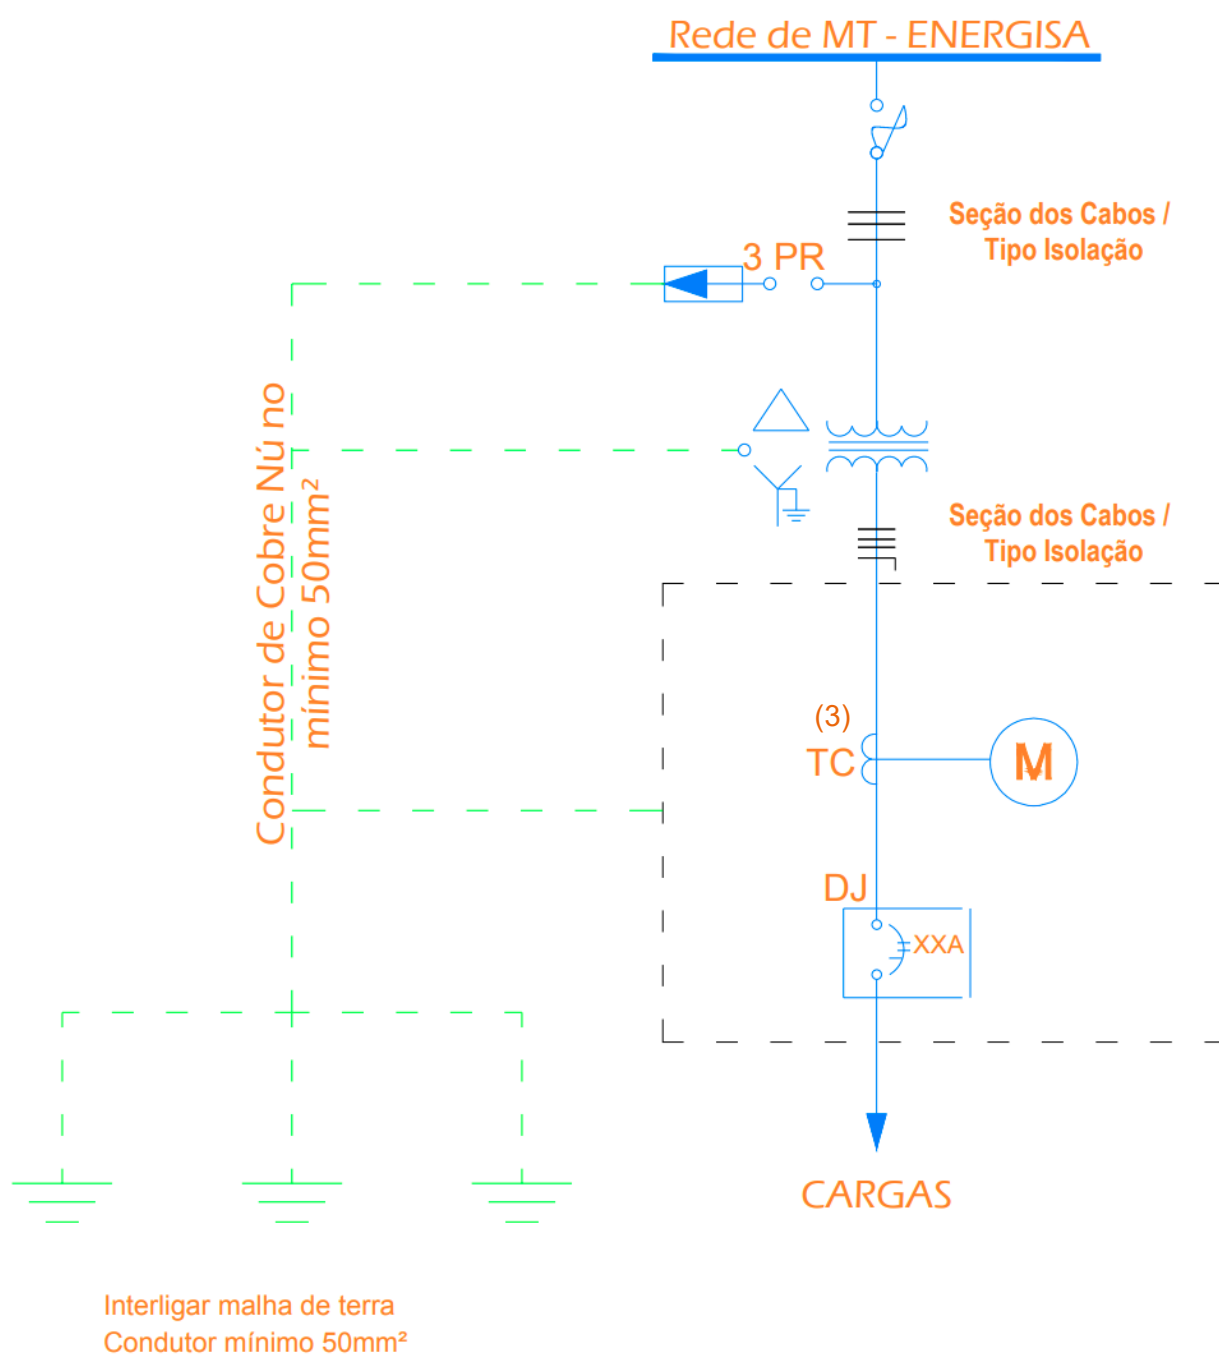 Rede de MT - ENERGISA
Seção dos Cabos /
Tipo Isolação
3 PR
Condutor de Cobre Nú no
mínimo 50mm²
Seção dos Cabos /
Tipo Isolação
(3)
TC
M
DJ
XXA
CARGAS
Interligar malha de terra
Condutor mínimo 50mm²